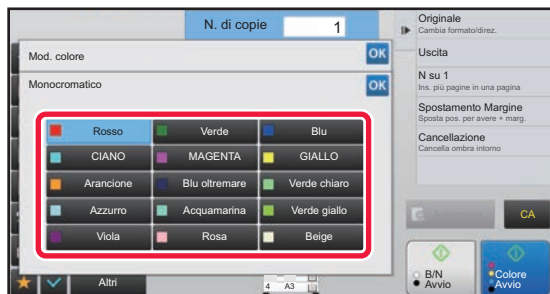 N. di copie 1
Mod. colore OK
Monocromatico OK
Rosso Verde Blu
CIANO MAGENTA GIALLO
Arancione Blu oltremare Verde chiaro
Azzurro Acquamarina Verde giallo
Viola Rosa Beige
Altri
4 A3
Originale
Cambia formato/direz.
Uscita
N su 1
Ins. più pagine in una pagina
Spostamento Margine
Sposta pos. per avere + marg.
Cancellazione
Cancella ombra intorno
CA
B/N
Avvio
Colore
Avvio